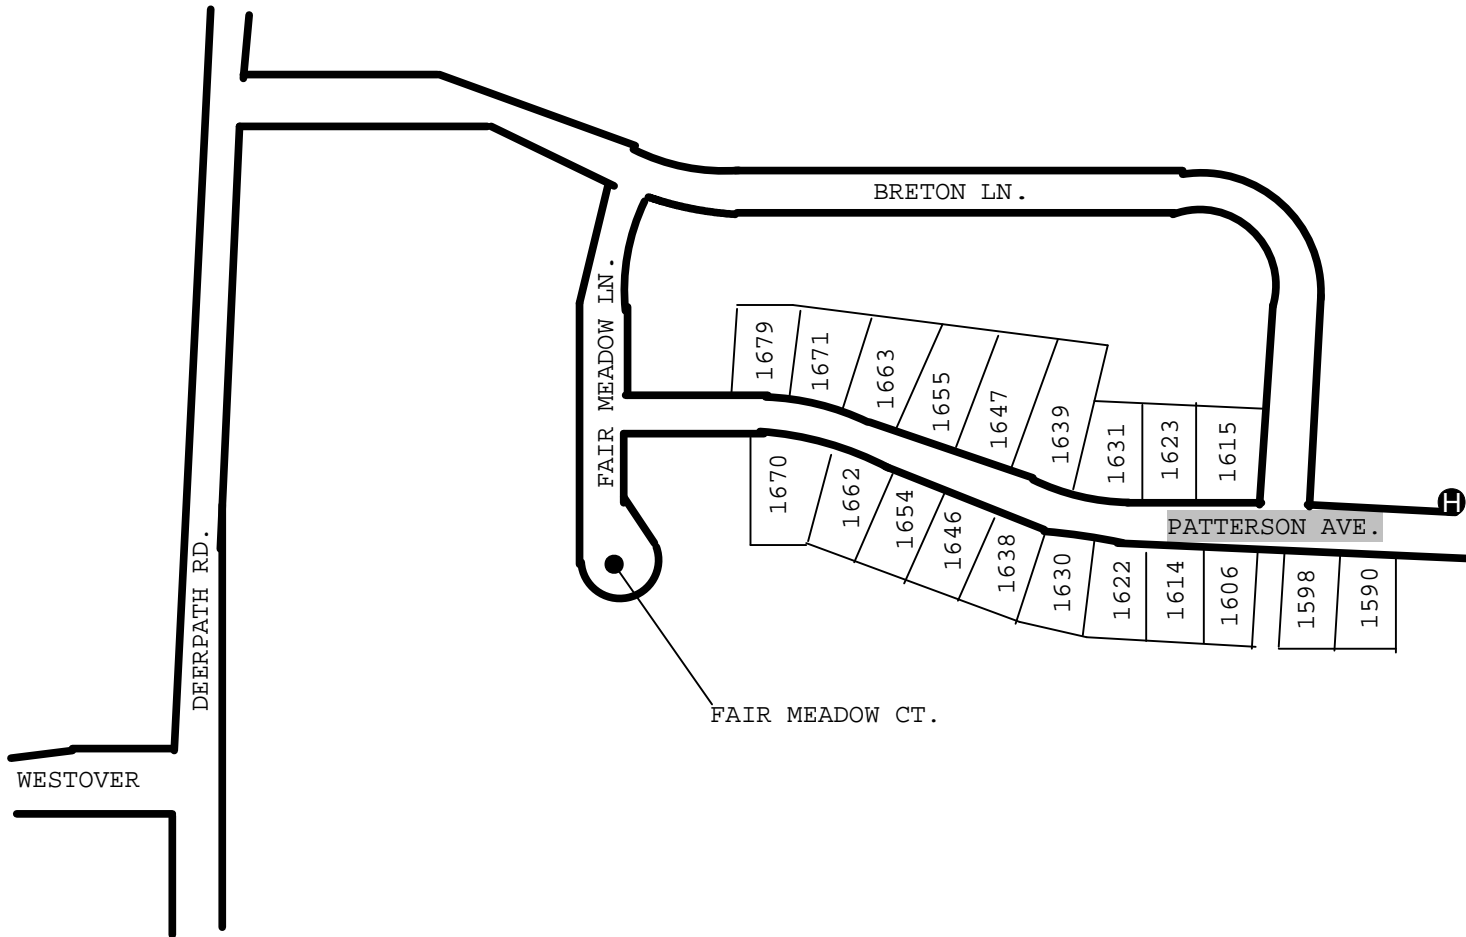 BRETON LN.
FAIR MEADOW LN.
1679
1671
1663
1655
1647
1639
1631
1623
1615
1670
1662
1654
1646
1638
1630
1622
1614
1606
1598
1590
PATTERSON AVE.
H
DEERPATH RD.
FAIR MEADOW CT.
WESTOVER